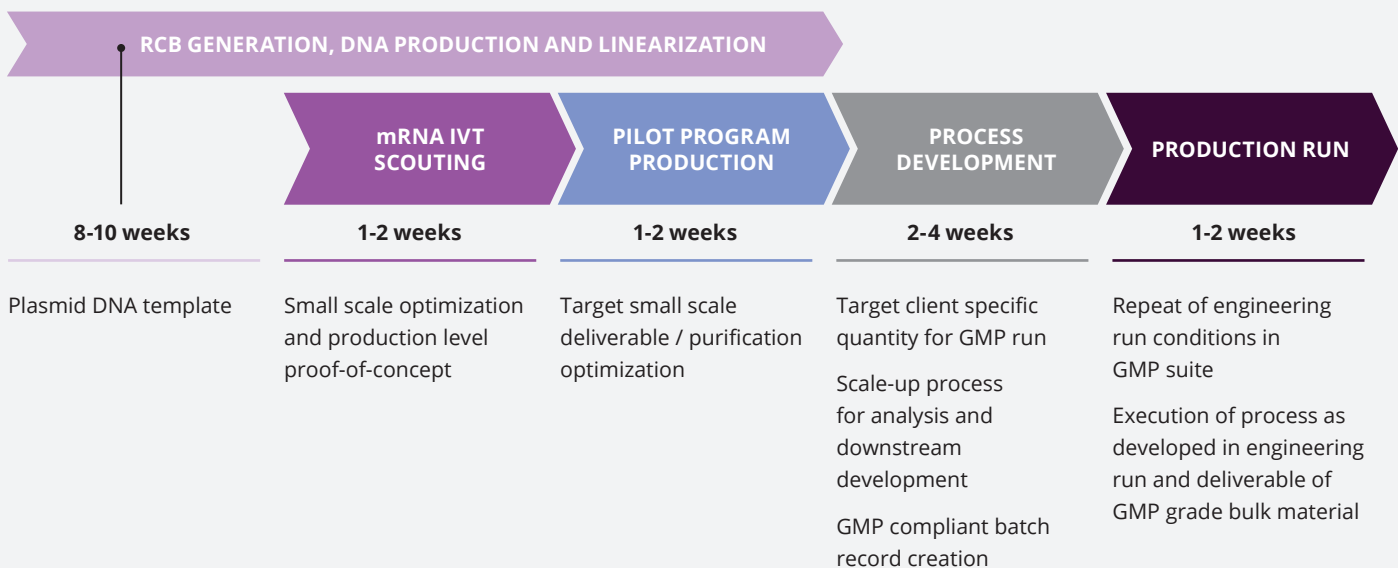 RCB GENERATION, DNA PRODUCTION AND LINEARIZATION
mRNA IVT
SCOUTING
PILOT PROGRAM
PRODUCTION
PROCESS
DEVELOPMENT
PRODUCTION RUN
8-10 weeks
1-2 weeks
1-2 weeks
2-4 weeks
1-2 weeks
Plasmid DNA template
Small scale optimization
and production level
proof-of-concept
Target small scale
deliverable / purification
optimization
Target client specific
quantity for GMP run
Scale-up process
for analysis and
downstream
development
GMP compliant batch
record creation
Repeat of engineering
run conditions in
GMP suite
Execution of process as
developed in engineering
run and deliverable of
GMP grade bulk material